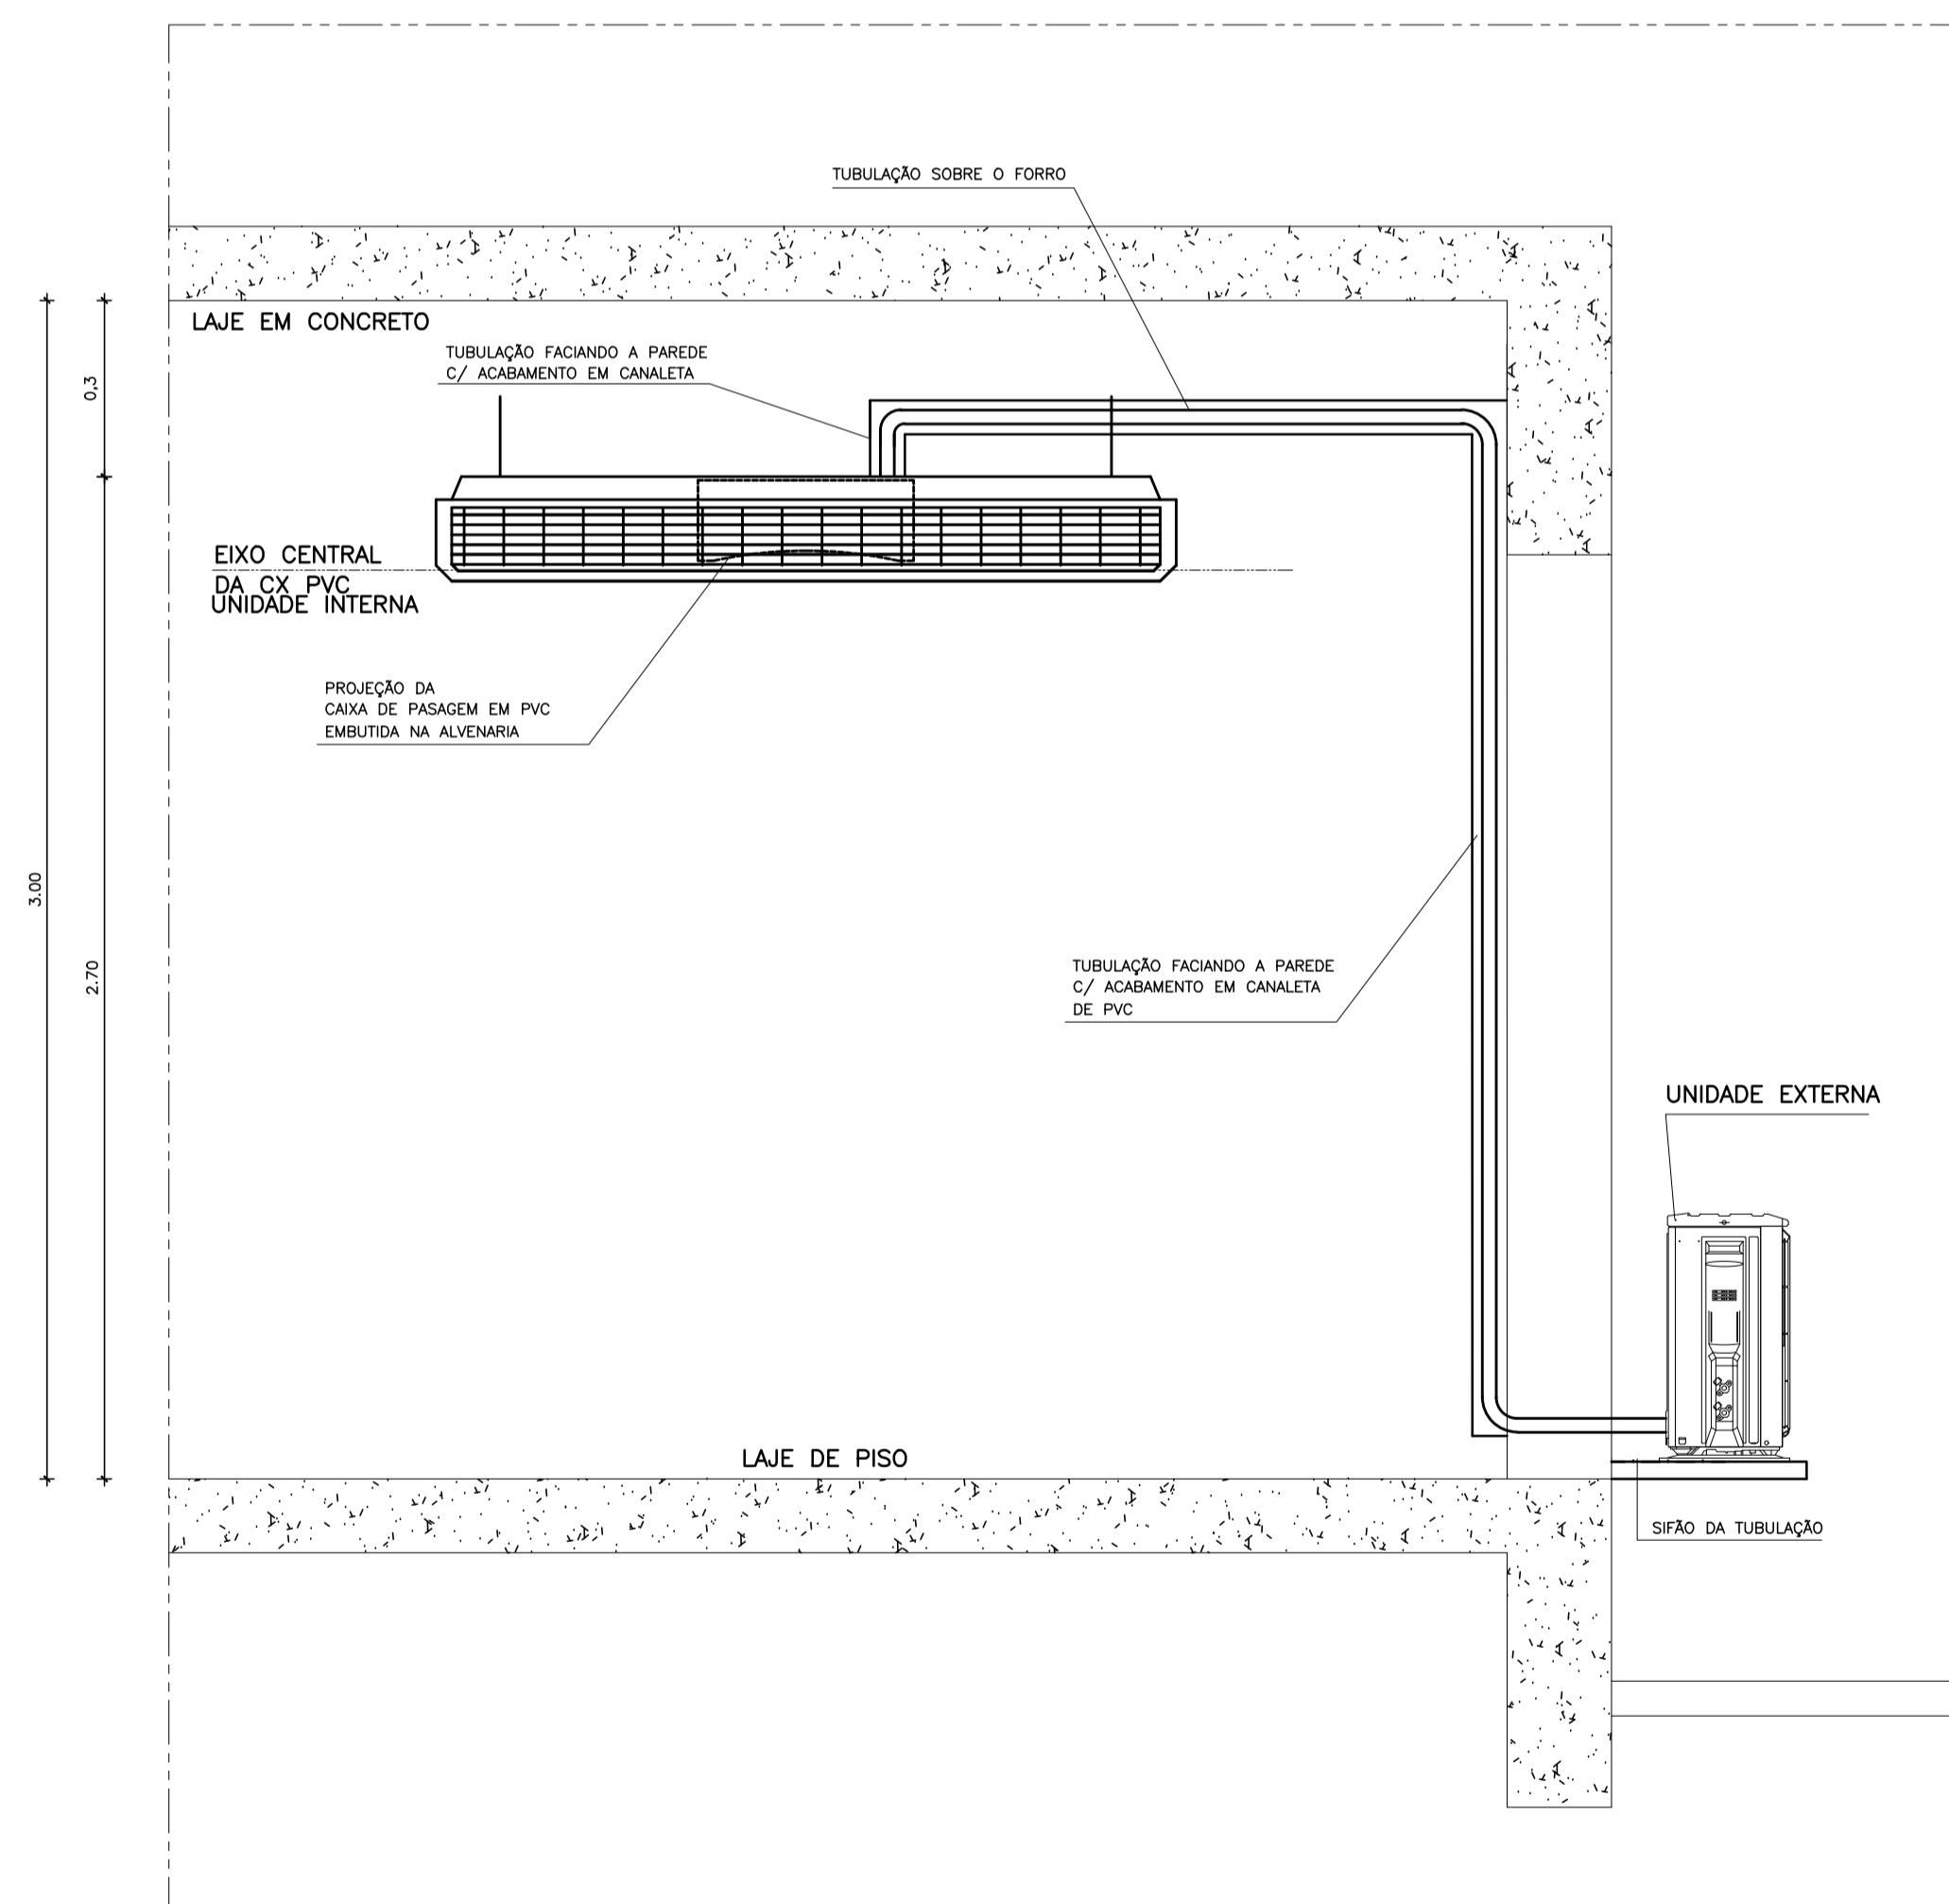 TUBULAÇÃO SOBRE O FORRO
LAJE EM CONCRETO
TUBULAÇÃO FACIANDO A PAREDE
C/ ACABAMENTO EM CANALETA
0,3
EIXO CENTRAL
DA CX PVC
UNIDADE INTERNA
PROJEÇÃO DA
CAIXA DE PASAGEM EM PVC
EMBUTIDA NA ALVENARIA
3.00
2.70
TUBULAÇÃO FACIANDO A PAREDE
C/ ACABAMENTO EM CANALETA
DE PVC
UNIDADE EXTERNA
LAJE DE PISO
SIFÃO DA TUBULAÇÃO